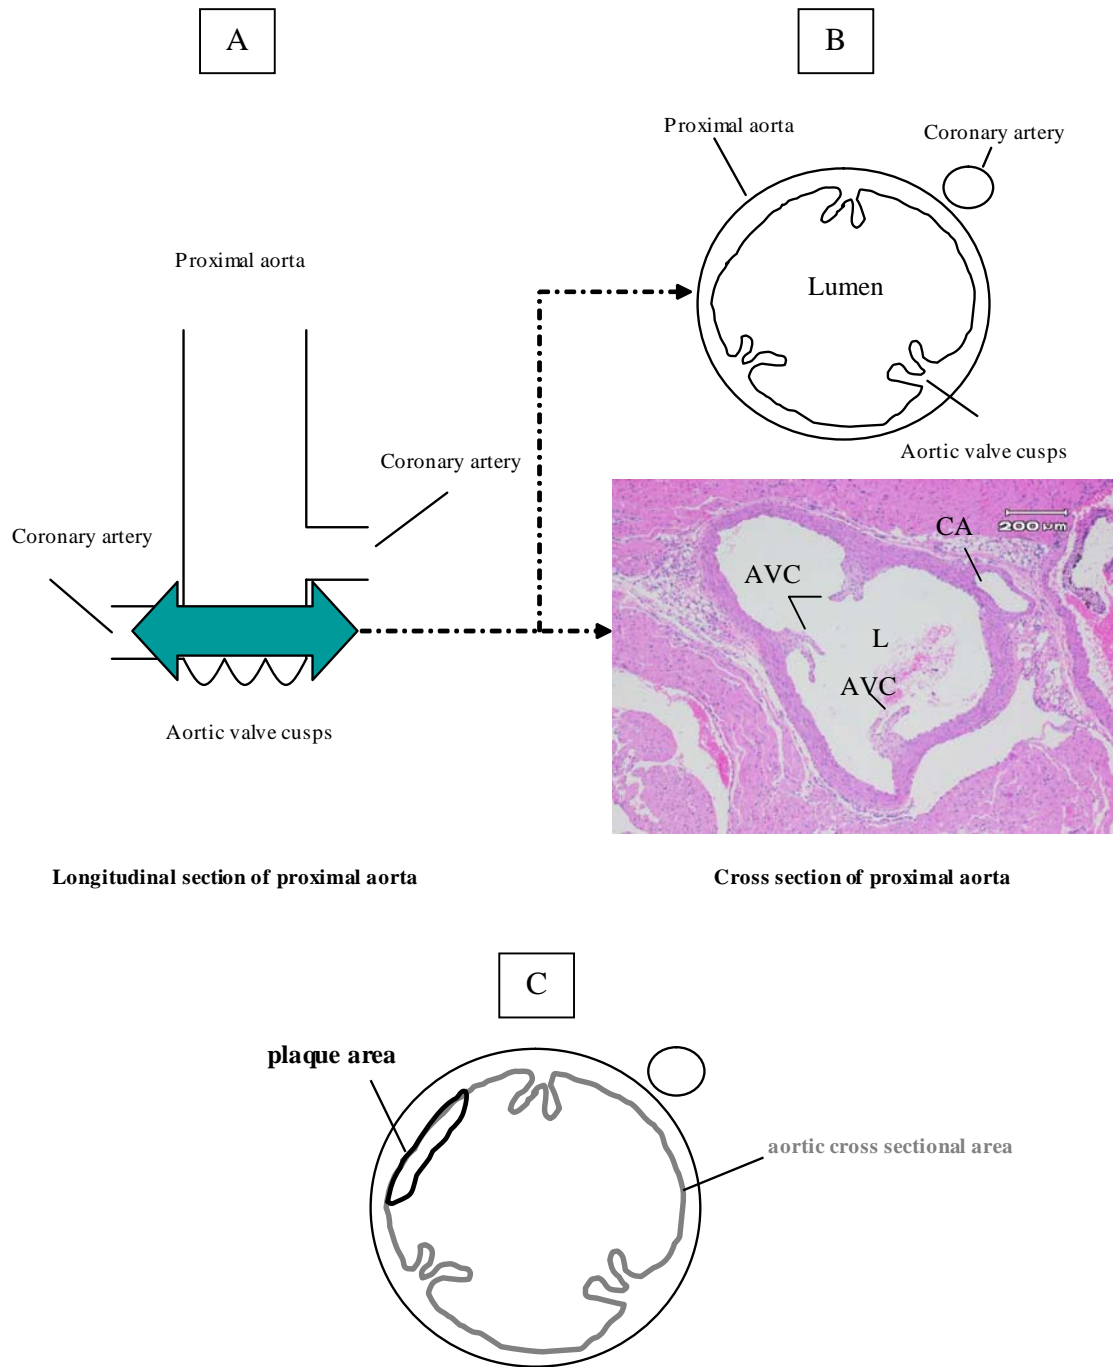 A
B
Proximal aorta
Coronary artery
Proximal aorta
Lumen
Coronary artery
Aortic valve cusps
Coronary artery
CA
200 µm
AVC
L
AVC
Aortic valve cusps
Longitudinal section of proximal aorta
Cross section of proximal aorta
C
plaque area
aortic cross sectional area